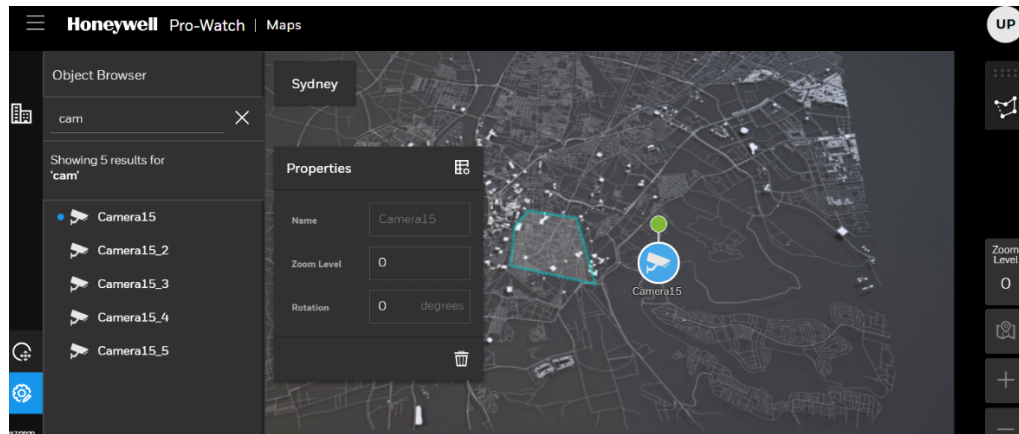 Honeywell Pro-Watch | Maps
UP
Object Browser
cam
Showing 5 results for
'cam'
Camera15
Camera15_2
Camera15_3
Camera15_4
Camera15_5
Sydney
Properties
Name Camera15
Zoom Level 0
Rotation 0 degrees
Camera15
Zoom
Level
0